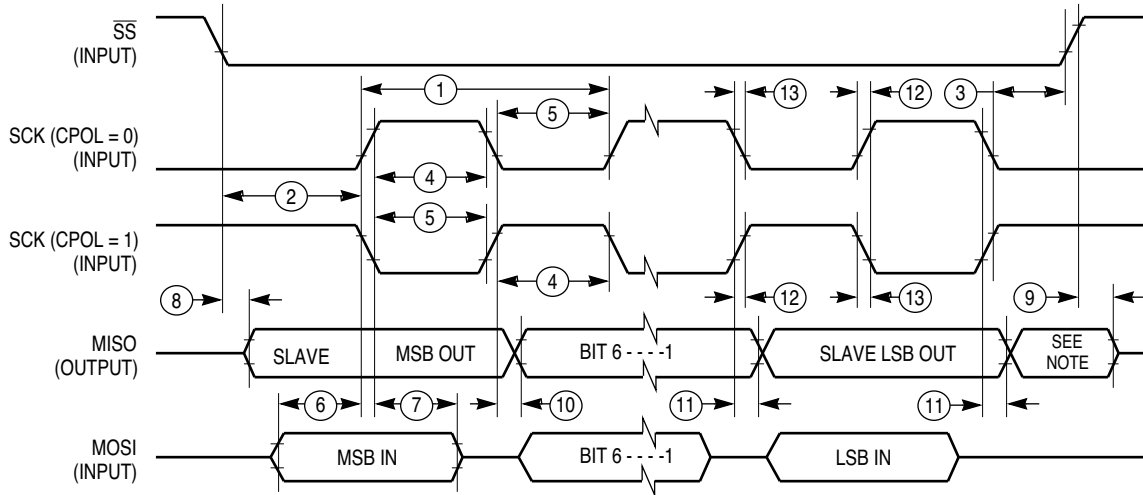 SS
(INPUT)
1
13
12
3
5
SCK (CPOL = 0)
(INPUT)
4
2
5
SCK (CPOL = 1)
(INPUT)
4
12
13
8
9
MISO
(OUTPUT)
SLAVE
MSB OUT
BIT 6 - - - - -1
SLAVE LSB OUT
SEE
NOTE
6
7
10
11
11
MOSI
(INPUT)
MSB IN
BIT 6 - - - - -1
LSB IN